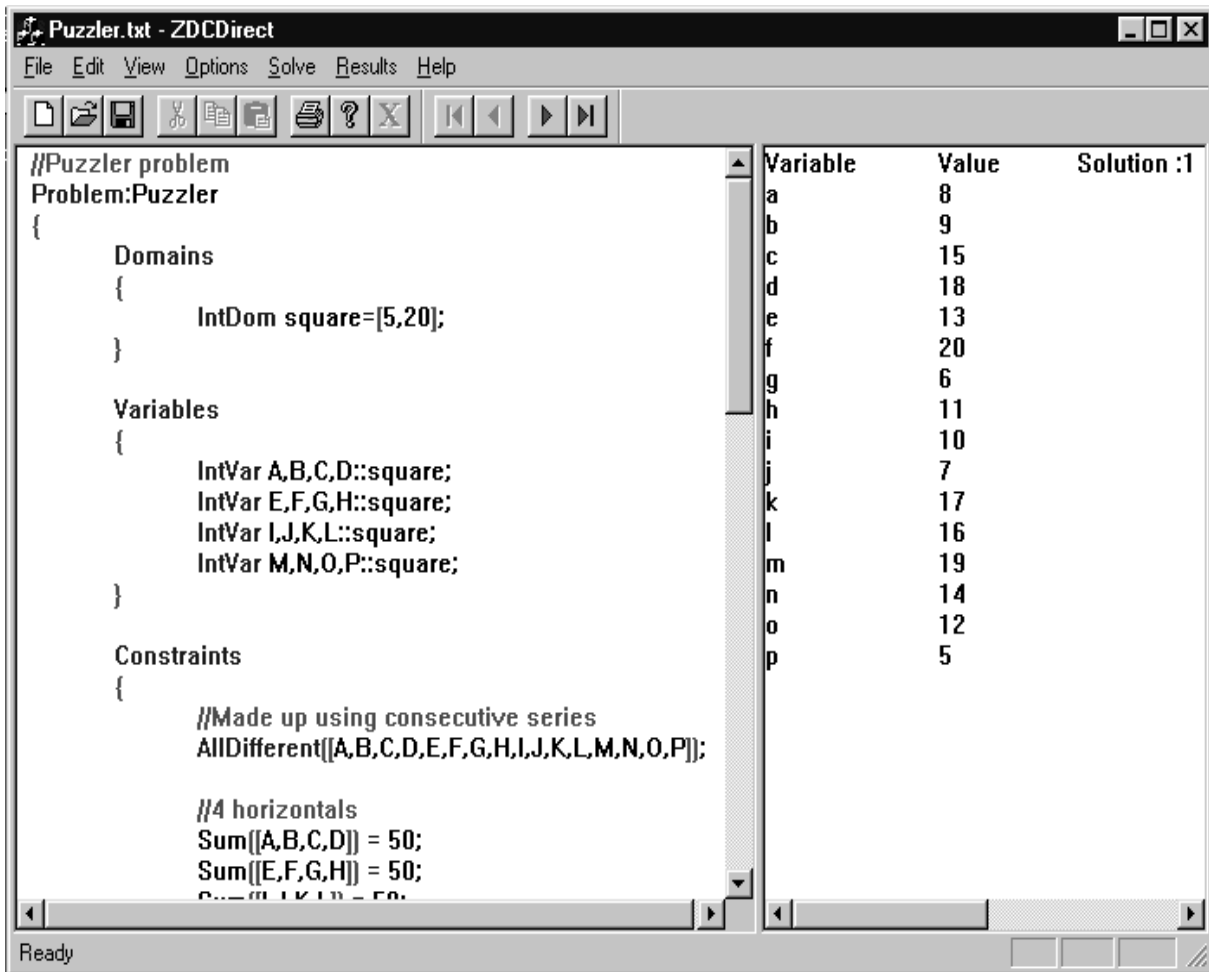 Puzzler.txt - ZDCDirect
File Edit View Options Solve Results Help
//Puzzler problem
Problem:Puzzler
{
Domains
{
IntDom square=[5,20];
}
Variables
{
IntVar A,B,C,D::square;
IntVar E,F,G,H::square;
IntVar I,J,K,L::square;
IntVar M,N,O,P::square;
}
Constraints
{
//Made up using consecutive series
AllDifferent([A,B,C,D,E,F,G,H,I,J,K,L,M,N,O,P]);
//4 horizontals
Sum([A,B,C,D]) = 50;
Sum([E,F,G,H]) = 50;
Variable Value Solution :1
a 8
b 9
c 15
d 18
e 13
f 20
g 6
h 11
i 10
j 7
k 17
l 16
m 19
n 14
o 12
p 5
Ready